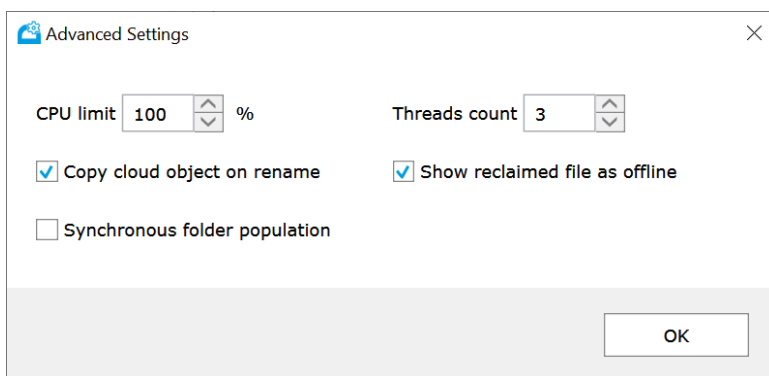 Advanced Settings
CPU limit 100 % Threads count 3
Copy cloud object on rename Show reclaimed file as offline
Synchronous folder population
OK